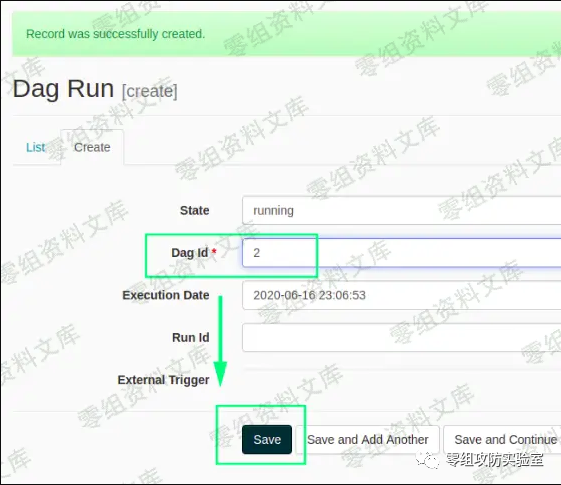 Record was successfully created.
Dag Run [create]
List Create
State running
Dag Id * 2
Execution Date 2020-06-16 23:06:53
Run Id
External Trigger
Save Save and Add Another Save and Continue
零组攻防实验室
零组资料文库